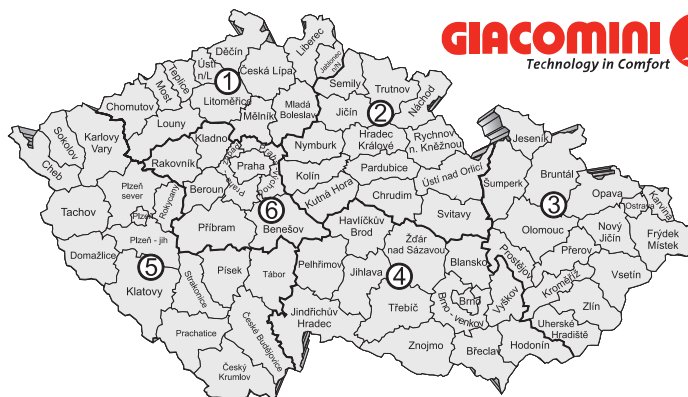 GIACOMINI
Technology in Comfort
Děčín
Liberec
Ústí
n/L
1
Česká Lípa
Jablonec
n/N
Teplice
Most
Semily
Trutnov
Náchod
Chomutov
Litoměřice
Mladá
Boleslav
Mělník
Jičín
2
Louny
Sokolov
Karlovy
Vary
Cheb
Kladno
Rakovník
Nymburk
Hradec
Králové
Rychnov
n. Kněžnou
Jeseník
Praha
Praha
Východ
Praha
Beroun
Kolín
Pardubice
Ústí nad Orlicí
Šumperk
Bruntál
Opava
Karviná
Ostrava
Plzeň
sever
Rokycany
Kutná Hora
Chrudim
Tachov
Plzeň
6
3
Příbram
Benešov
Havlíčkův
Brod
Svitavy
Olomouc
Nový
Jičín
Frýdek
Místek
Plzeň - jih
Domažlice
5
Klatovy
Písek
Tábor
Pelhřimov
Žďár
nad Sázavou
Blansko
Prostějov
Přerov
Jihlava
4
Vsetín
Strakonice
Kroměříž
Brno
Brno - venkov
Vyškov
Zlín
Třebíč
Jindřichův
Hradec
Uherské
Hradiště
Prachatice
České Budějovice
Znojmo
Břeclav
Hodonín
Český
Krumlov